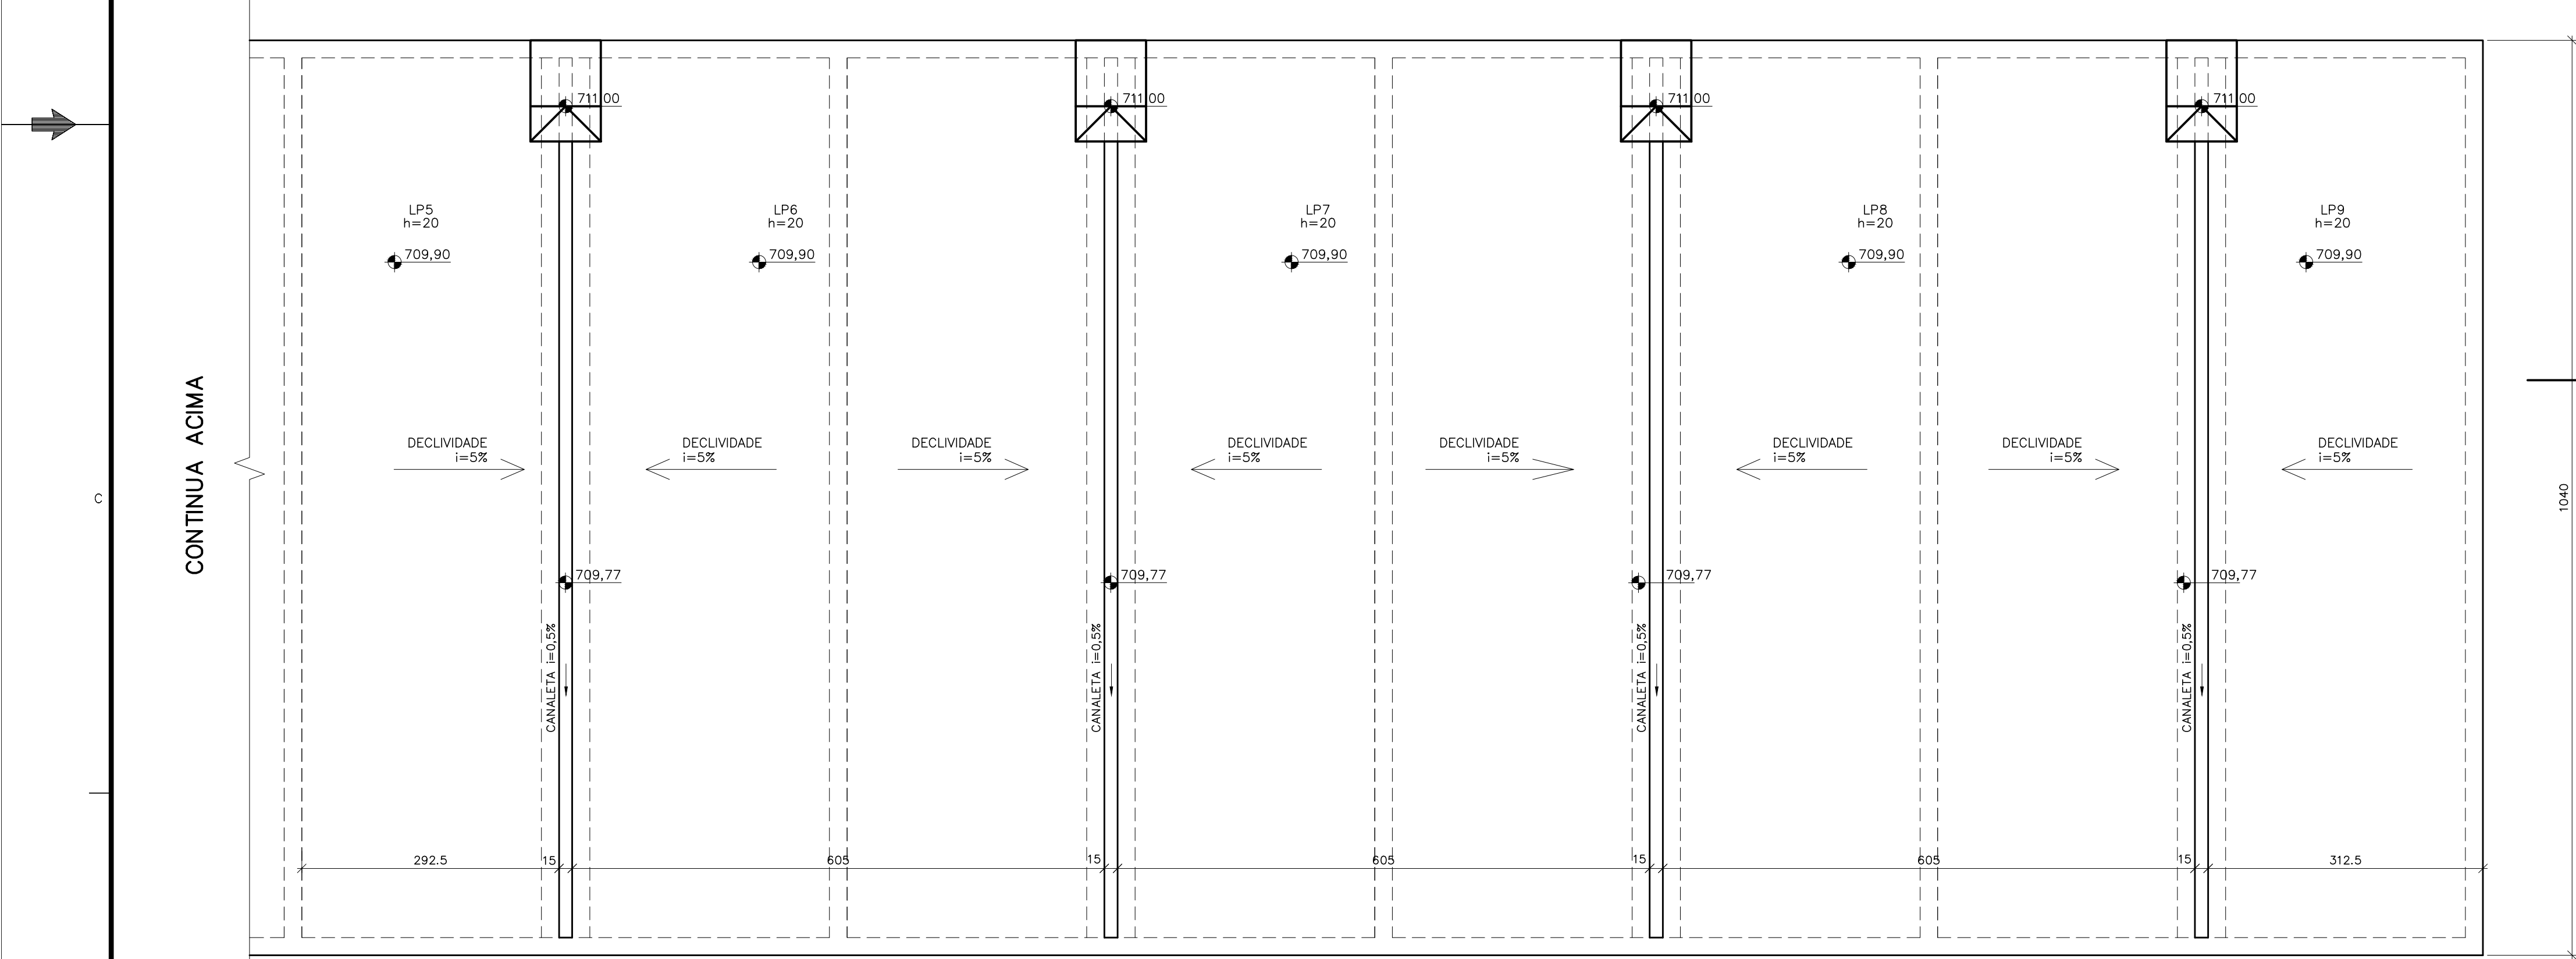 711.00
711.00
711.00
711.00
LP5
h=20
LP6
h=20
LP7
h=20
LP8
h=20
LP9
h=20
709,90
709,90
709,90
709,90
709,90
CONTINUA ACIMA
C
DECLIVIDADE
i=5%
DECLIVIDADE
i=5%
DECLIVIDADE
i=5%
DECLIVIDADE
i=5%
DECLIVIDADE
i=5%
DECLIVIDADE
i=5%
DECLIVIDADE
i=5%
DECLIVIDADE
i=5%
1040
709,77
709,77
709,77
709,77
CANALETA i=0,5%
CANALETA i=0,5%
CANALETA i=0,5%
CANALETA i=0,5%
292.5
15
605
15
605
15
605
15
312.5